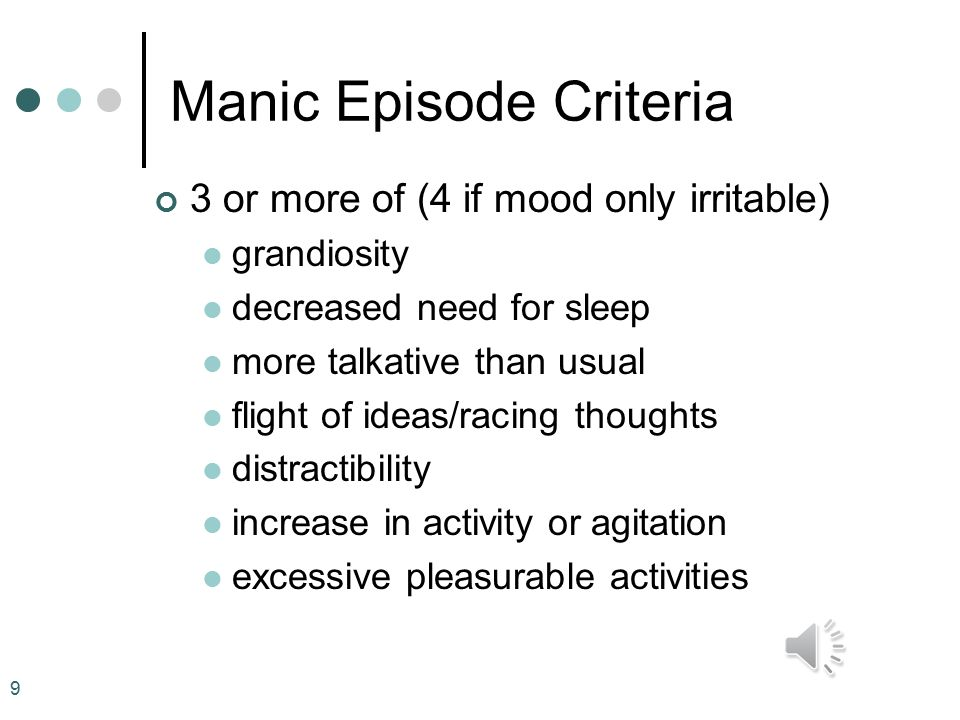 Manic Episode Criteria
3 or more of (4 if mood only irritable)
grandiosity
decreased need for sleep
more talkative than usual
flight of ideas/racing thoughts
distractibility
increase in activity or agitation
excessive pleasurable activities
9